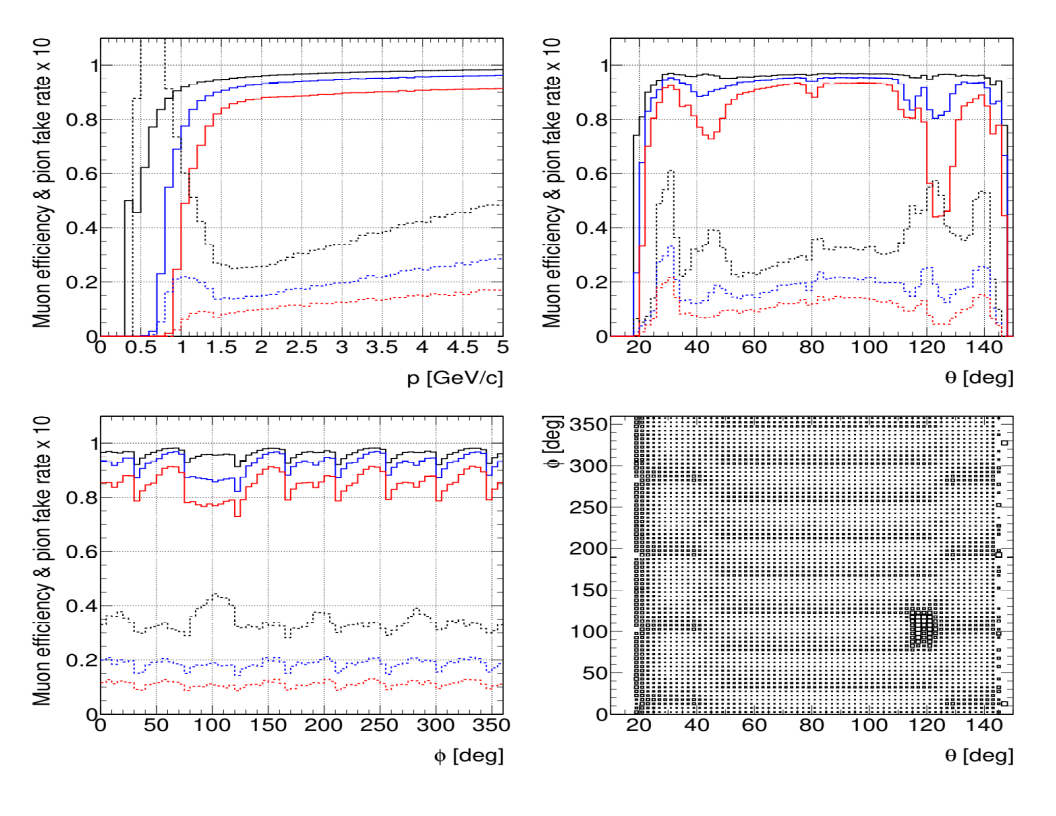 Muon efficiency & pion fake rate x 10
1
0.8
0.6
0.4
0.2
0
0 0.5 1 1.5 2 2.5 3 3.5 4 4.5 5
p [GeV/c]
Muon efficiency & pion fake rate x 10
1
0.8
0.6
0.4
0.2
0
20 40 60 80 100 120 140
θ [deg]
Muon efficiency & pion fake rate x 10
1
0.8
0.6
0.4
0.2
0
0 50 100 150 200 250 300 350
ϕ [deg]
ϕ [deg]
350
300
250
200
150
100
50
0
20 40 60 80 100 120 140
θ [deg]